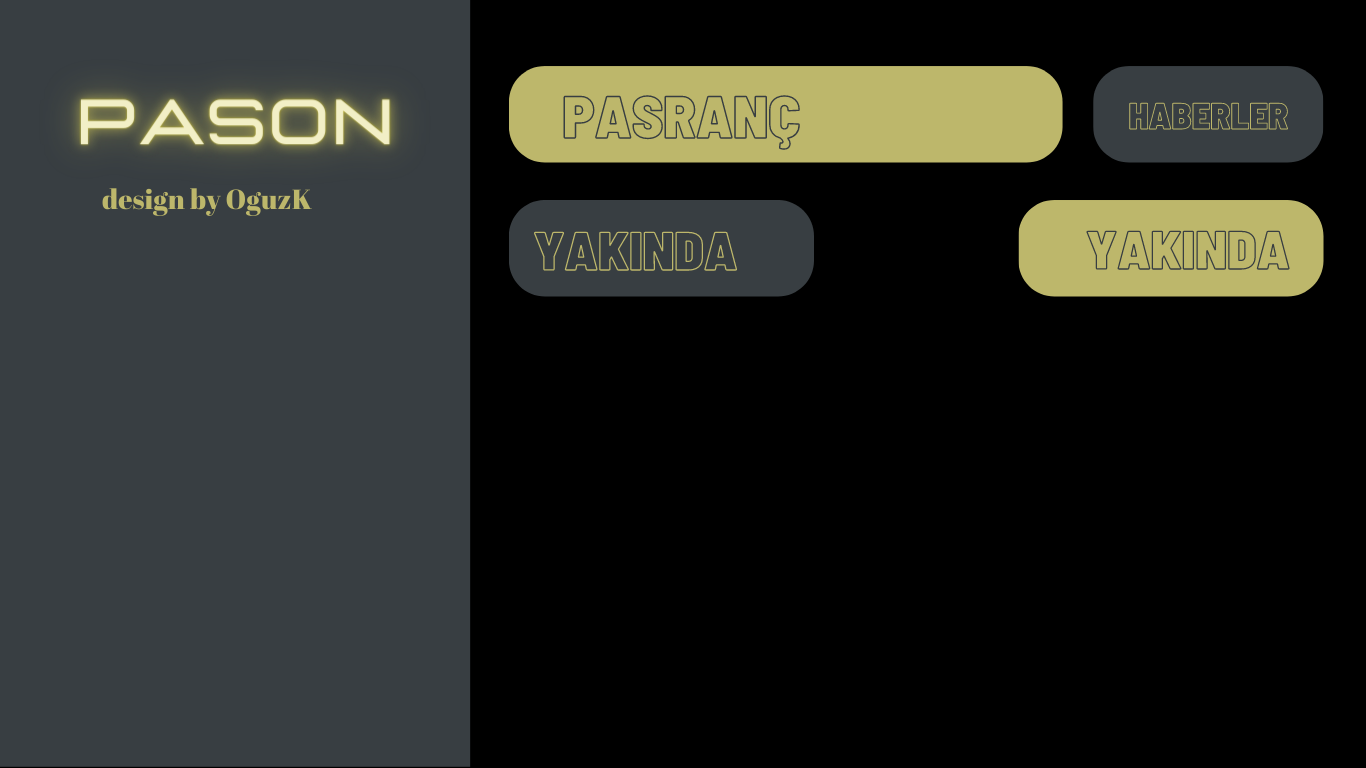 PASON
design by OguzK
PASRANÇ
HABERLER
YAKINDA
YAKINDA